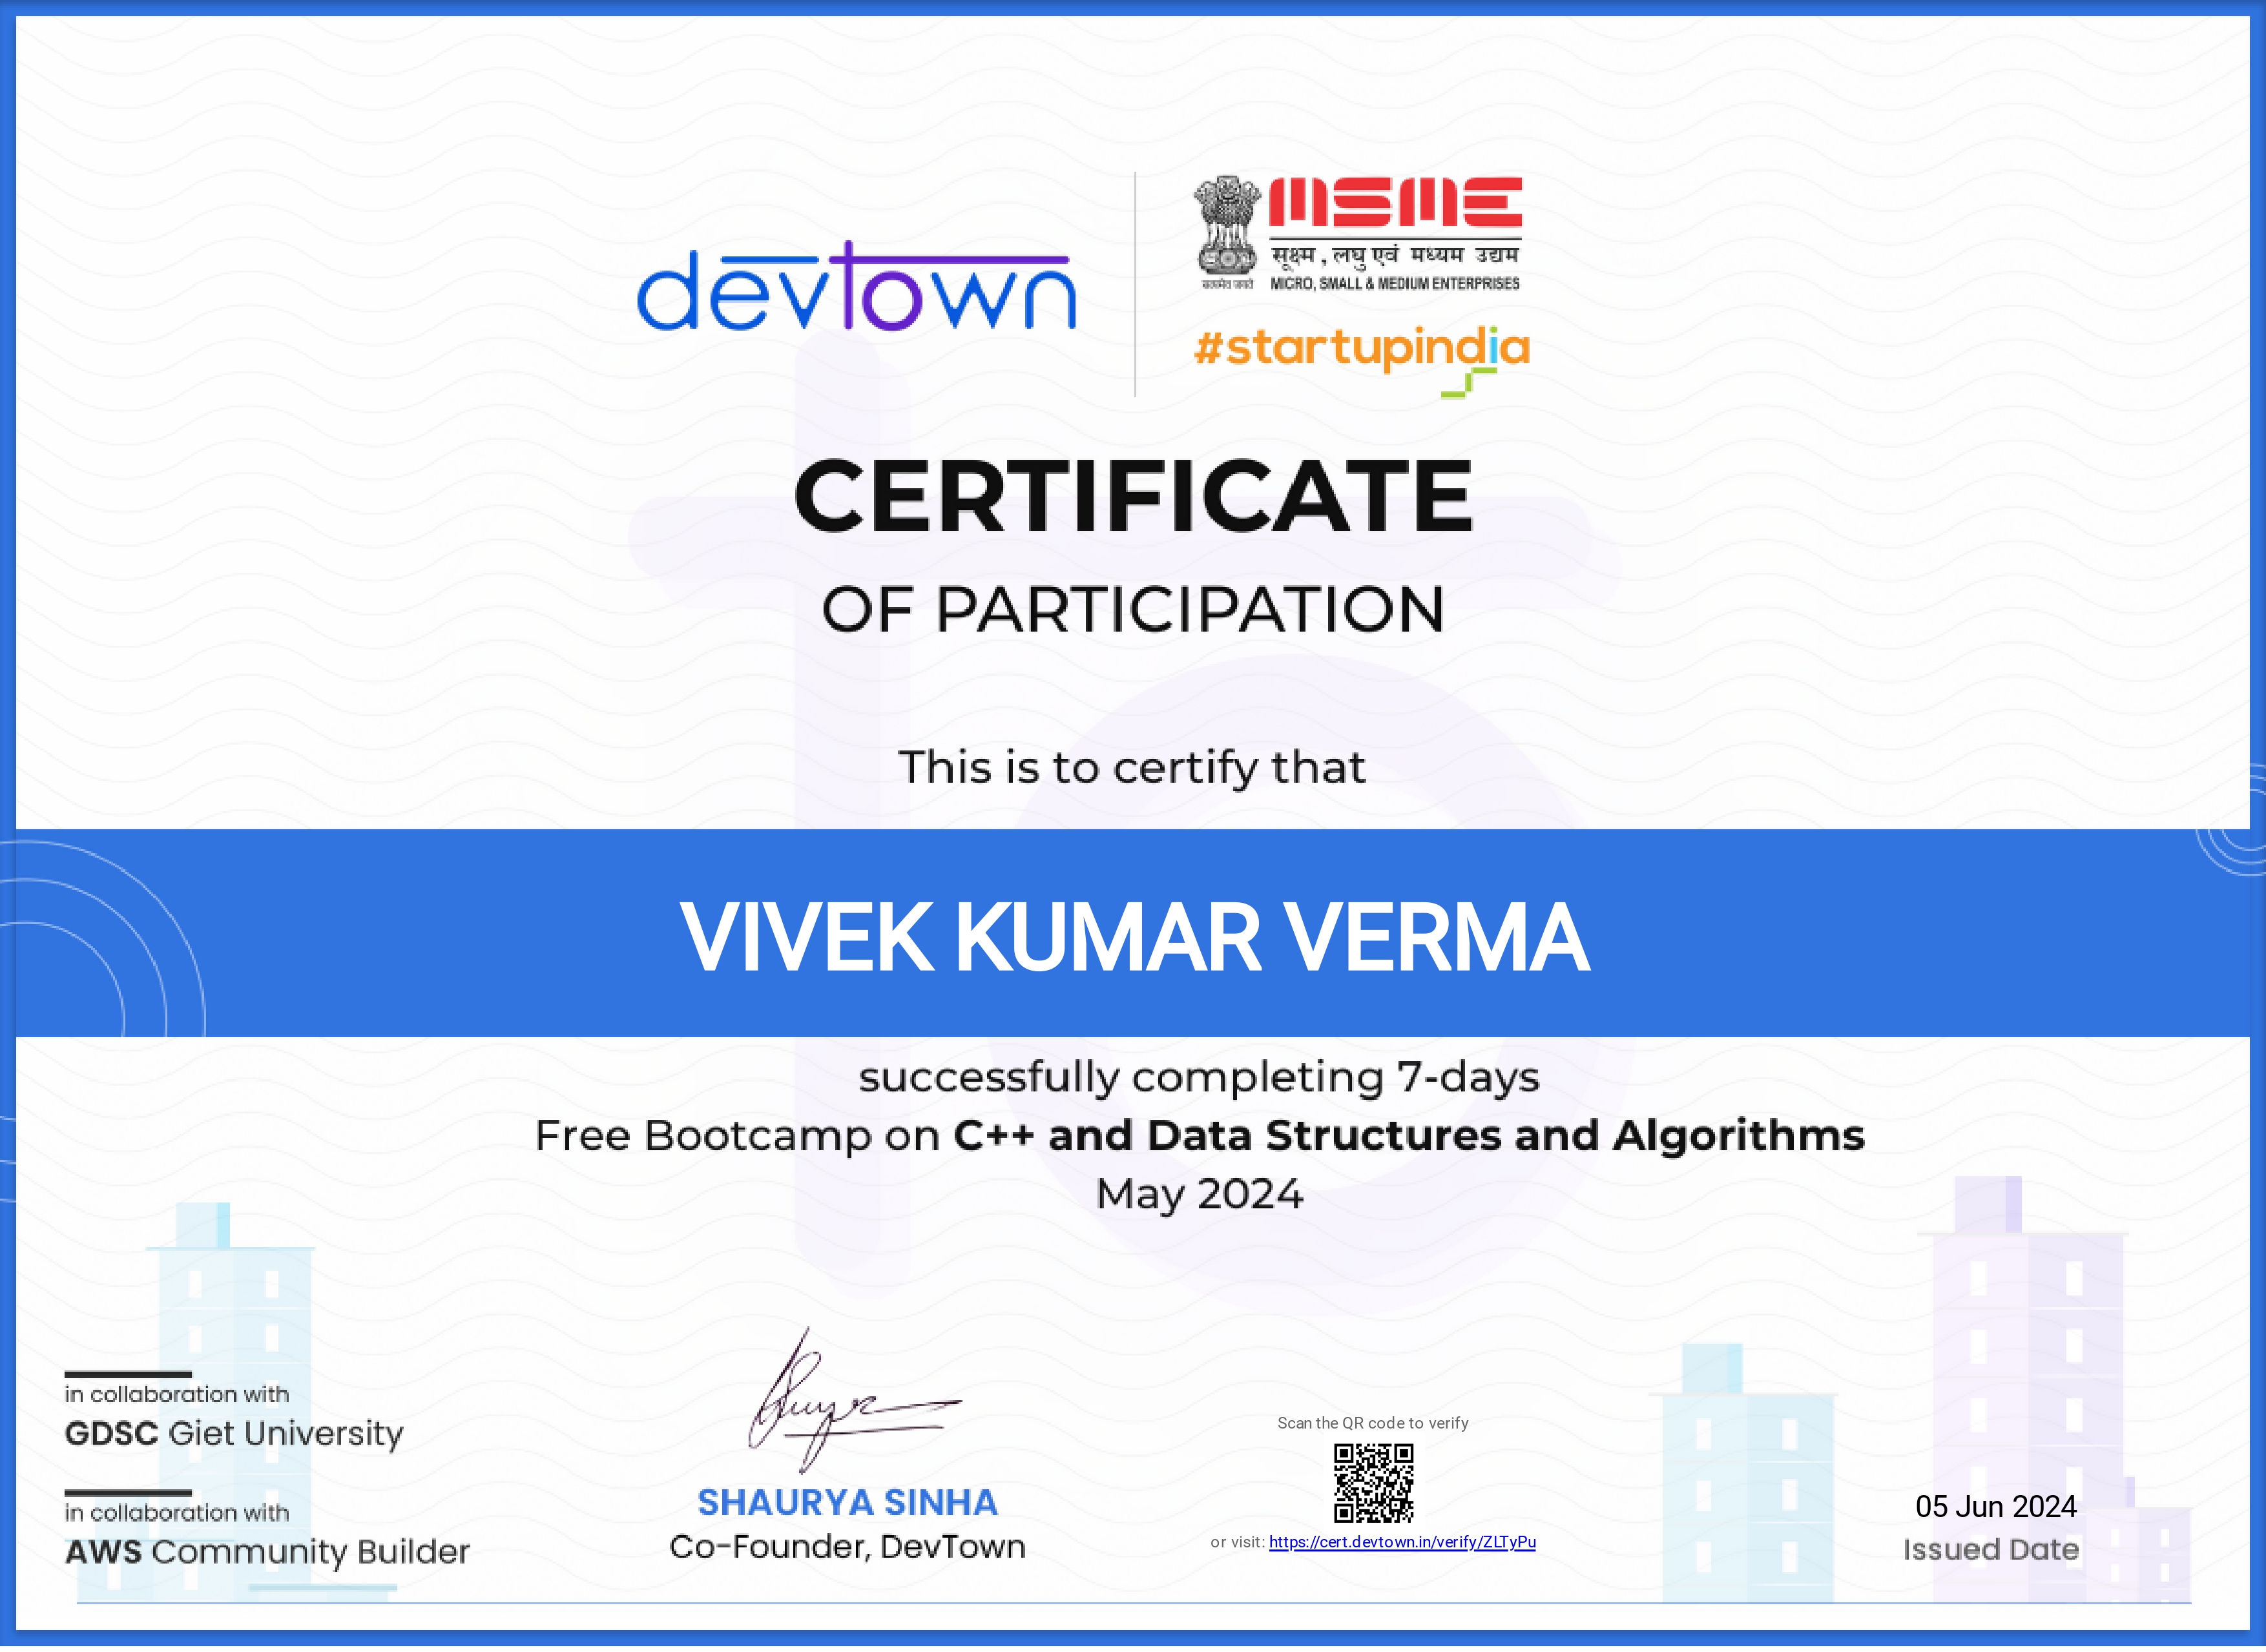 devtown
MSME
सूक्ष्म, लघु एवं मध्यम उद्यम
सत्यमेव जयते
MICRO, SMALL & MEDIUM ENTERPRISES
#startupindia
CERTIFICATE
OF PARTICIPATION
This is to certify that
VIVEK KUMAR VERMA
successfully completing 7-days
Free Bootcamp on C++ and Data Structures and Algorithms
May 2024
in collaboration with
GDSC Giet University
in collaboration with
AWS Community Builder
SHAURYA SINHA
Co-Founder, DevTown
Scan the QR code to verify
or visit: https://cert.devtown.in/verify/ZLTyPu
05 Jun 2024
Issued Date